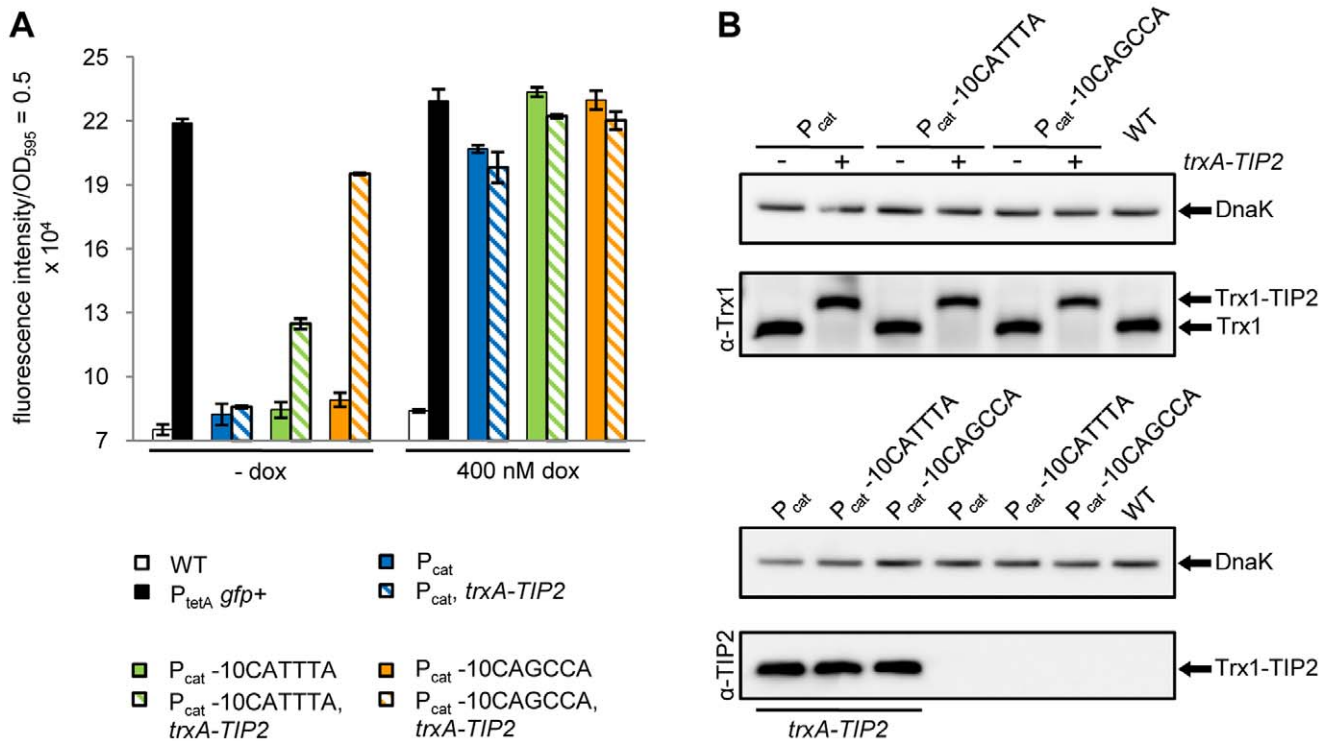 A
fluorescence intensity/OD595 = 0.5
x 10⁴
25
22
19
16
13
10
7
- dox
400 nM dox
WT
PtetA gfp+
Pcat
Pcat, trxA-TIP2
Pcat -10CATTTA
Pcat -10CATTTA,
trxA-TIP2
Pcat -10CAGCCA
Pcat -10CAGCCA,
trxA-TIP2
B
Pcat
Pcat -10CATTTA
Pcat -10CAGCCA
WT
- + - + - + trxA-TIP2
DnaK
α-Trx1
Trx1-TIP2
Trx1
Pcat
Pcat -10CATTTA
Pcat -10CAGCCA
Pcat
Pcat -10CATTTA
Pcat -10CAGCCA
WT
DnaK
α-TIP2
Trx1-TIP2
trxA-TIP2